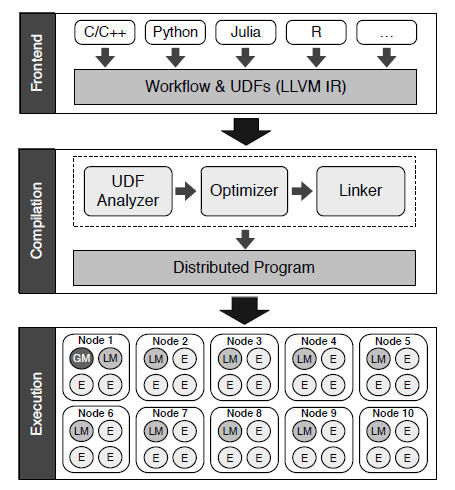 Frontend
C/C++ Python Julia R ...
Workflow & UDFs (LLVM IR)
Compilation
UDF
Analyzer
Optimizer
Linker
Distributed Program
Execution
Node 1 Node 2 Node 3 Node 4 Node 5
GM LM LM E LM E LM E LM E
E E E E E E E E E E
Node 6 Node 7 Node 8 Node 9 Node 10
LM E LM E LM E LM E LM E
E E E E E E E E E E